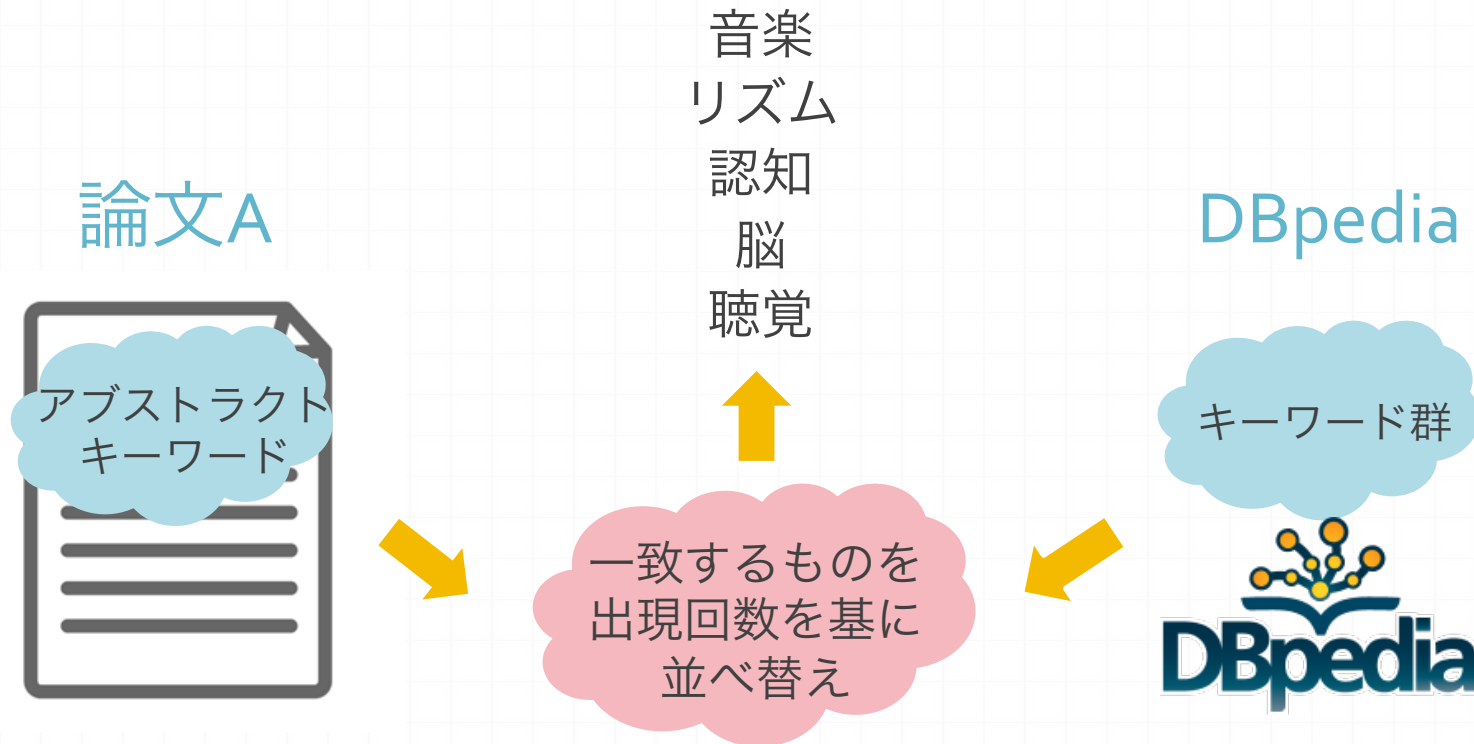 音楽
リズム
認知
脳
聴覚
論文A
アブストラクト
キーワード
一致するものを
出現回数を基に
並べ替え
DBpedia
キーワード群
DBpedia